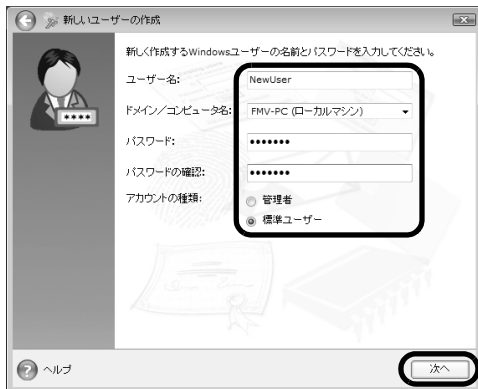 新しいユーザーの作成
新しく作成するWindowsユーザーの名前とパスワードを入力してください。
ユーザー名: NewUser
ドメイン／コンピュータ名: FMV-PC (ローカルマシン)
パスワード: •••••••
パスワードの確認: •••••••
アカウントの種類: 管理者
標準ユーザー
ヘルプ 次へ